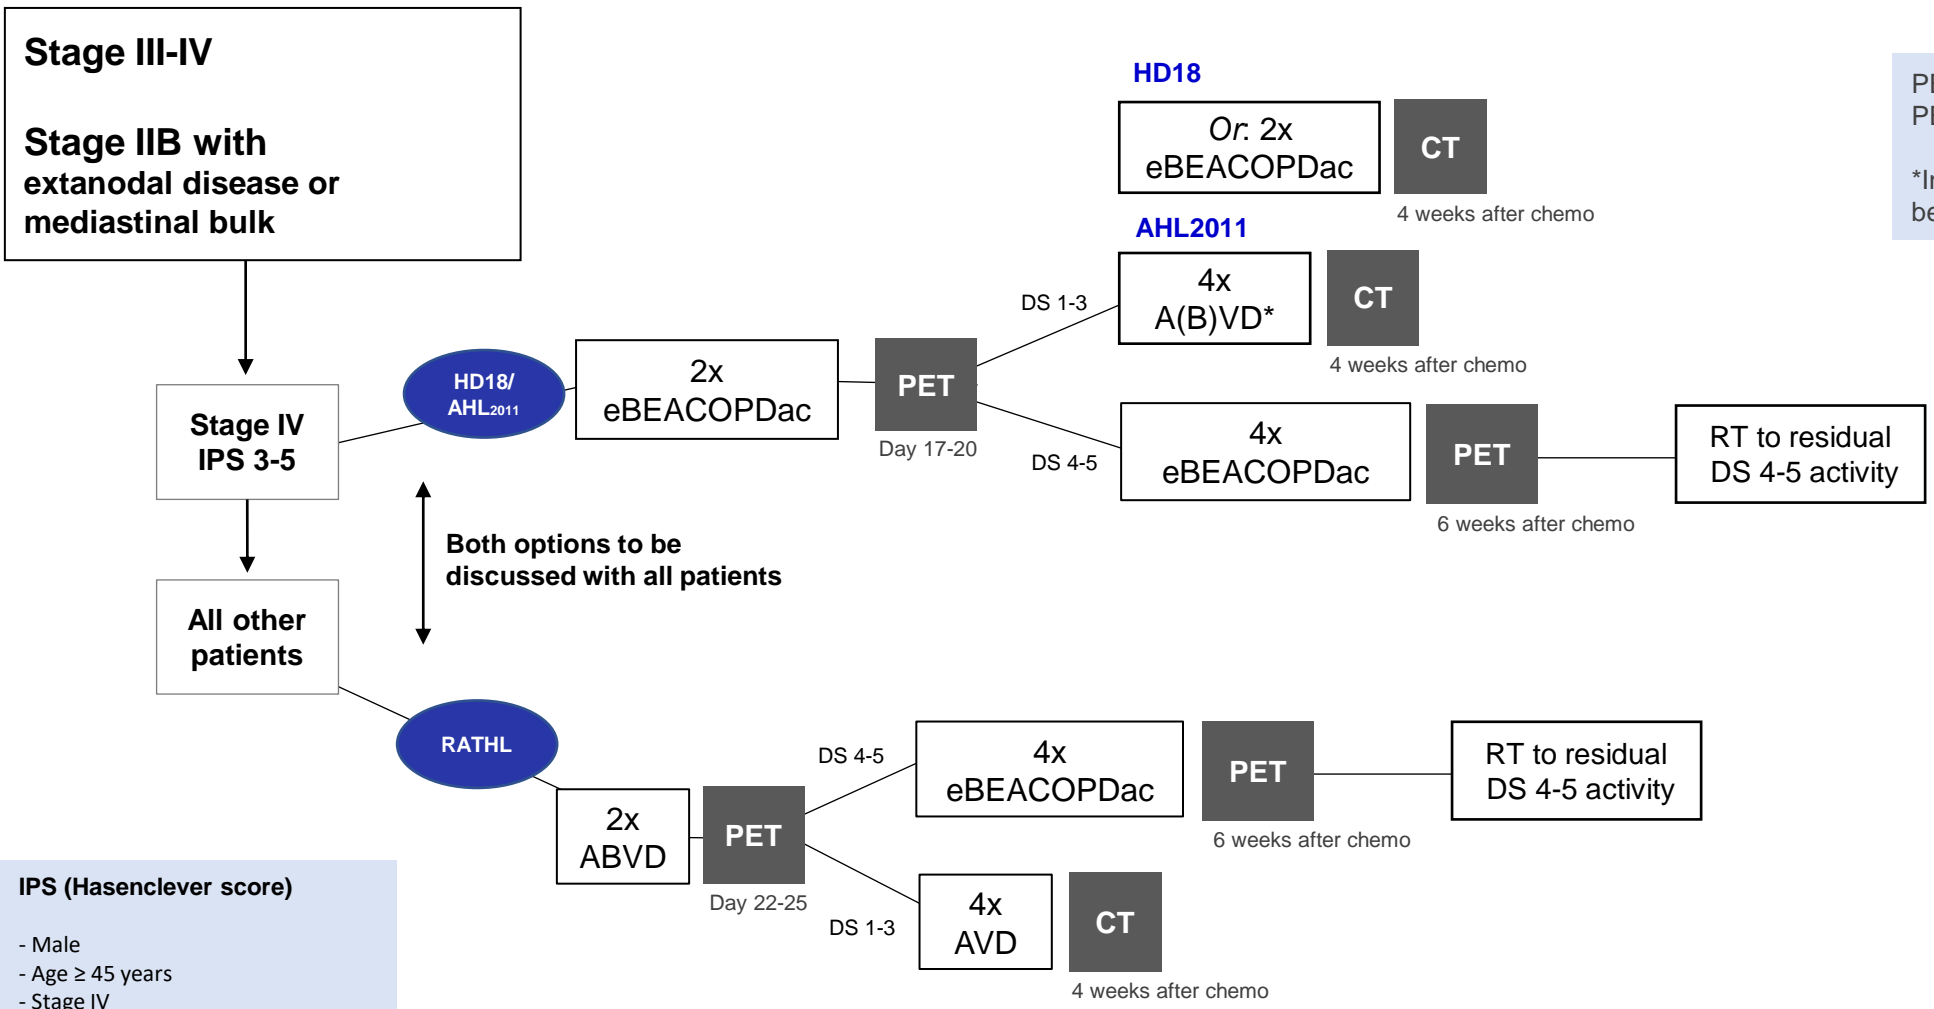 Stage III-IV
Stage IIB with
extanodal disease or
mediastinal bulk
HD18
Or: 2x
eBEACOPDac
CT
4 weeks after chemo
AHL2011
4x
A(B)VD*
CT
4 weeks after chemo
DS 1-3
Stage IV
IPS 3-5
HD18/
AHL2011
2x
eBEACOPDac
PET
Day 17-20
DS 4-5
4x
eBEACOPDac
PET
6 weeks after chemo
RT to residual
DS 4-5 activity
Both options to be
discussed with all patients
All other
patients
RATHL
2x
ABVD
PET
Day 22-25
DS 4-5
4x
eBEACOPDac
PET
6 weeks after chemo
RT to residual
DS 4-5 activity
DS 1-3
4x
AVD
CT
4 weeks after chemo
IPS (Hasenclever score)
- Male
- Age ≥ 45 years
- Stage IV